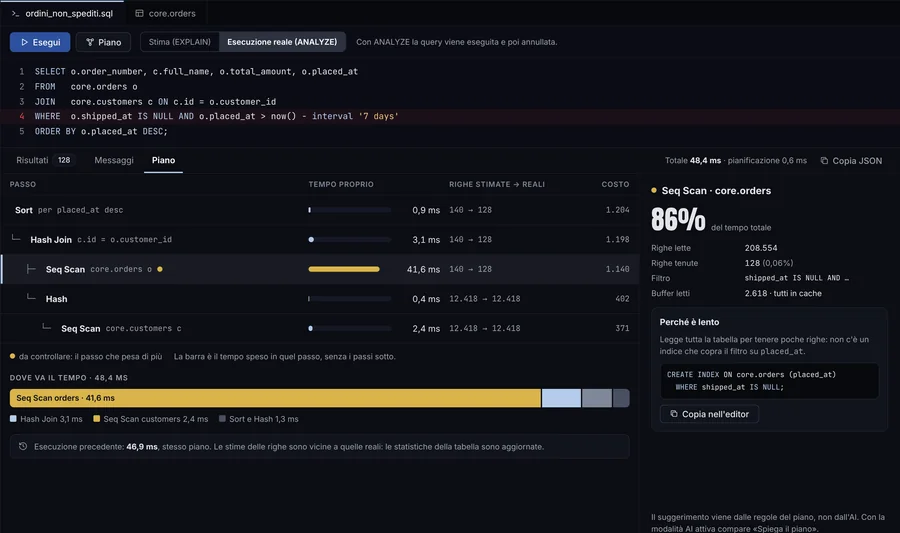 ordini_non_spediti.sql
core.orders
Esegui
Piano
Stima (EXPLAIN)
Esecuzione reale (ANALYZE)
Con ANALYZE la query viene eseguita e poi annullata.
1 SELECT o.order_number, c.full_name, o.total_amount, o.placed_at
2 FROM core.orders o
3 JOIN core.customers c ON c.id = o.customer_id
4 WHERE o.shipped_at IS NULL AND o.placed_at > now() - interval '7 days'
5 ORDER BY o.placed_at DESC;
Risultati 128 Messaggi Piano
Totale 48,4 ms · pianificazione 0,6 ms
Copia JSON
PASSO TEMPO PROPRIO RIGHE STIMATE → REALI COSTO
Sort per placed_at desc 0,9 ms 140 → 128 1.204
Hash Join c.id = o.customer_id 3,1 ms 140 → 128 1.198
Seq Scan core.orders o 41,6 ms 140 → 128 1.140
Hash 0,4 ms 12.418 → 12.418 402
Seq Scan core.customers c 2,4 ms 12.418 → 12.418 371
da controllare: il passo che pesa di più La barra è il tempo speso in quel passo, senza i passi sotto.
DOVE VA IL TEMPO · 48,4 MS
Seq Scan orders · 41,6 ms
Hash Join 3,1 ms Seq Scan customers 2,4 ms Sort e Hash 1,3 ms
Esecuzione precedente: 46,9 ms, stesso piano. Le stime delle righe sono vicine a quelle reali: le statistiche della tabella sono aggiornate.
Seq Scan · core.orders
86% del tempo totale
Righe lette 208.554
Righe tenute 128 (0,06%)
Filtro shipped_at IS NULL AND …
Buffer letti 2.618 · tutti in cache
Perché è lento
Legge tutta la tabella per tenere poche righe: non c'è un
indice che copra il filtro su placed_at.
CREATE INDEX ON core.orders (placed_at)
WHERE shipped_at IS NULL;
Copia nell'editor
Il suggerimento viene dalle regole del piano, non dall'AI. Con la
modalità AI attiva compare «Spiega il piano».